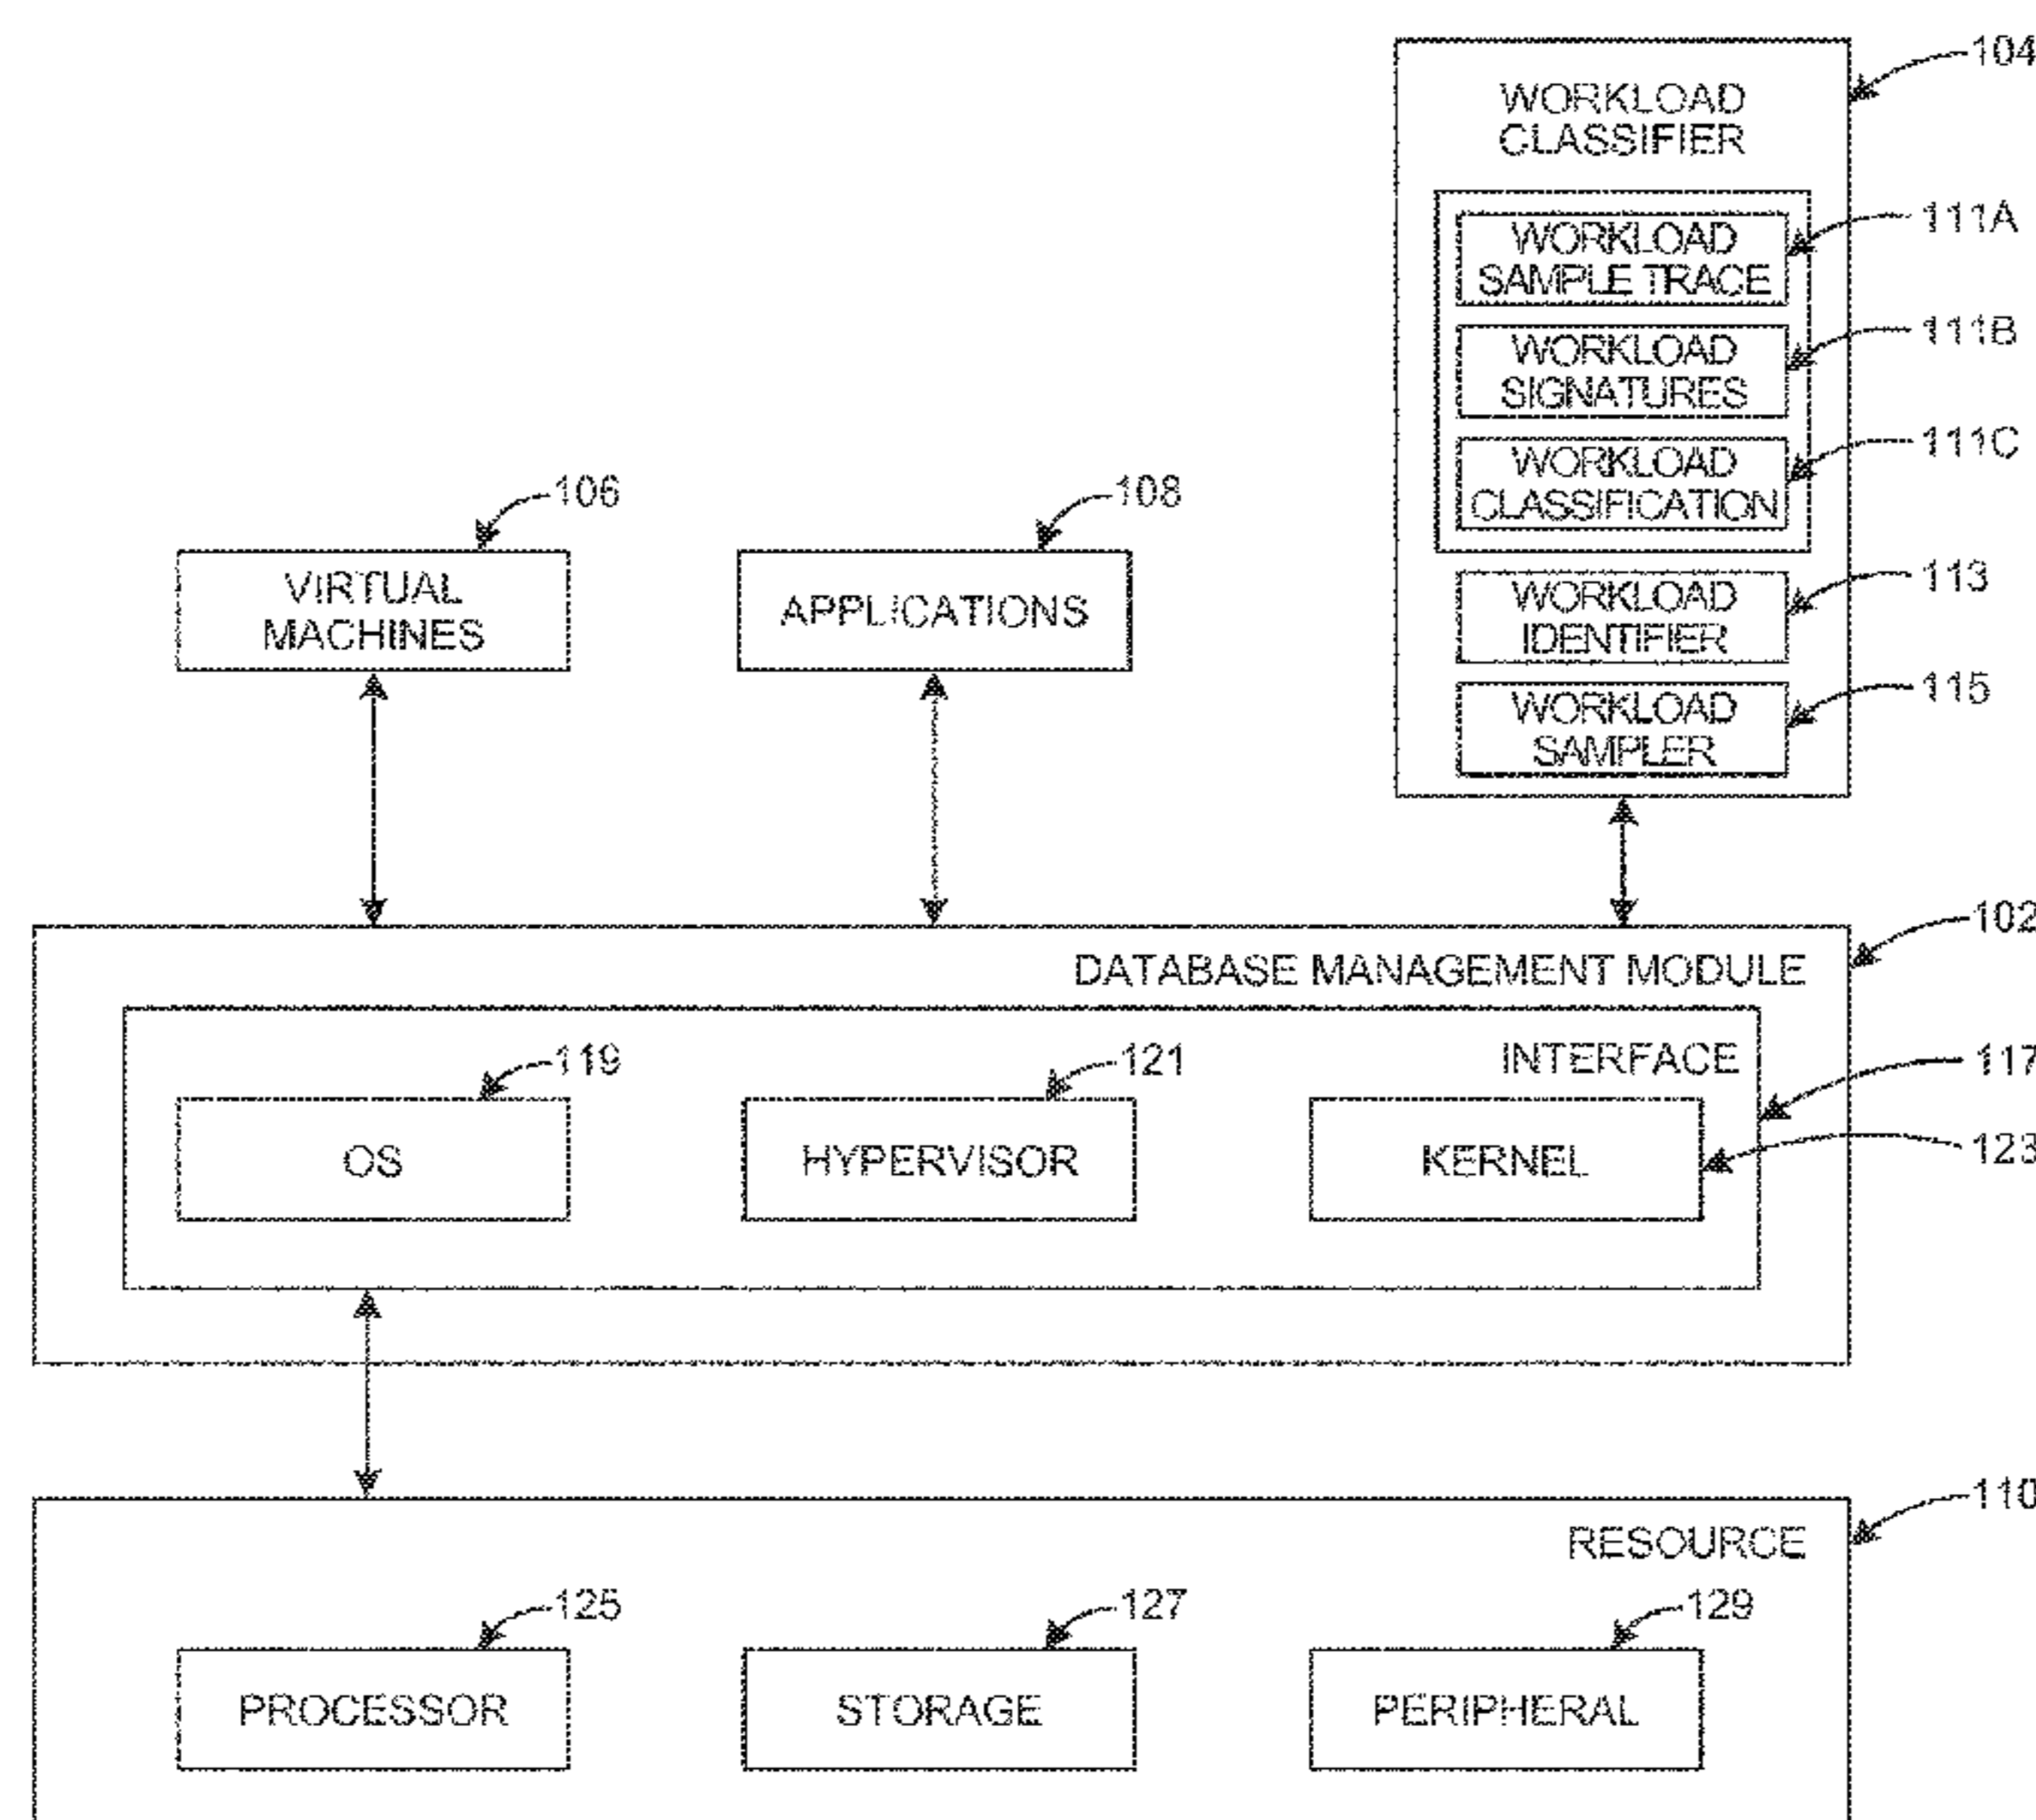 104
WORKLOAD
CLASSIFIER
111A
WORKLOAD
SAMPLE TRACE
111B
WORKLOAD
SIGNATURES
111C
WORKLOAD
CLASSIFICATION
106
108
VIRTUAL
MACHINES
APPLICATIONS
113
WORKLOAD
IDENTIFIER
115
WORKLOAD
SAMPLER
102
DATABASE MANAGEMENT MODULE
119
121
INTERFACE
117
OS
HYPERVISOR
KERNEL
123
110
RESOURCE
125
127
129
PROCESSOR
STORAGE
PERIPHERAL